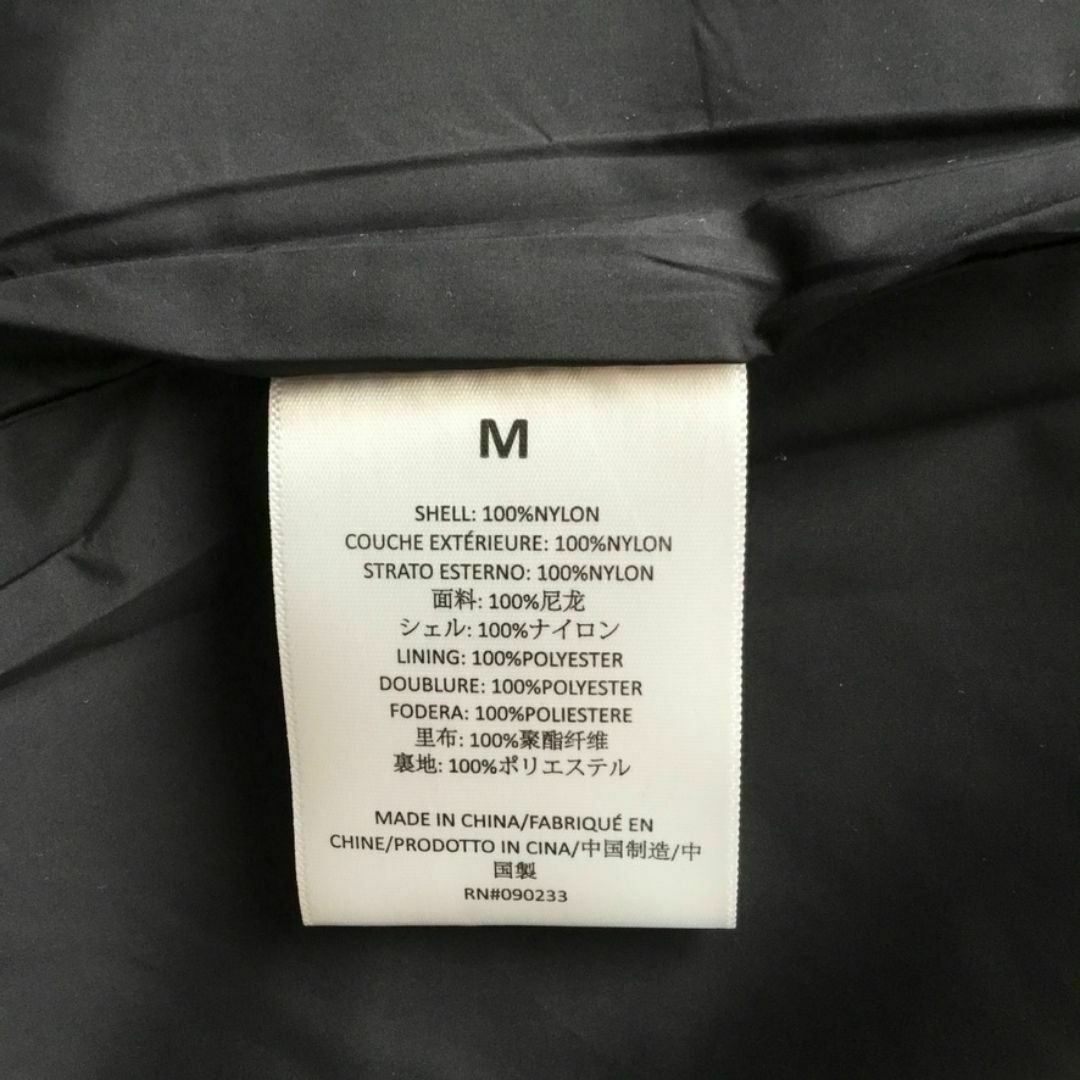 M
SHELL: 100%NYLON
COUCHE EXTÉRIEURE: 100%NYLON
STRATO ESTERNO: 100%NYLON
面料: 100%尼龙
シェル: 100%ナイロン
LINING: 100%POLYESTER
DOUBLURE: 100%POLYESTER
FODERA: 100%POLIESTERE
里布: 100%聚酯纤维
裏地: 100%ポリエステル
MADE IN CHINA/FABRIQUÉ EN
CHINE/PRODOTTO IN CINA/中国制造/中
国製
RN#090233